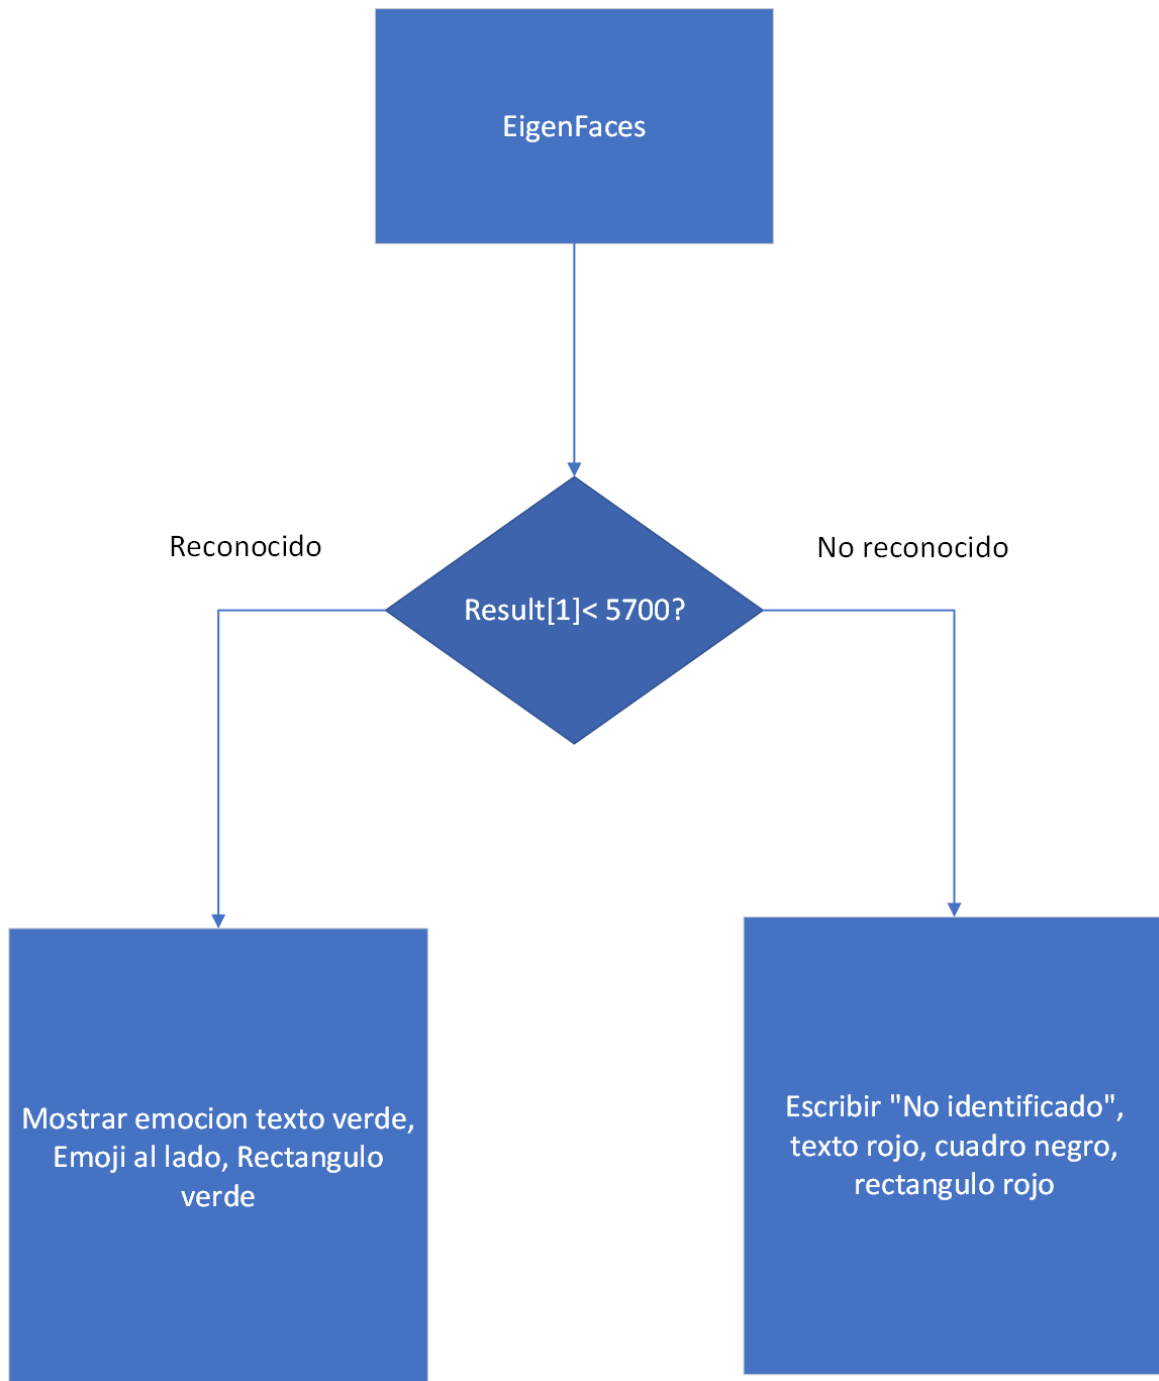 EigenFaces
Reconocido
No reconocido
Result[1]< 5700?
Mostrar emocion texto verde,
Emoji al lado, Rectangulo
verde
Escribir "No identificado",
texto rojo, cuadro negro,
rectangulo rojo